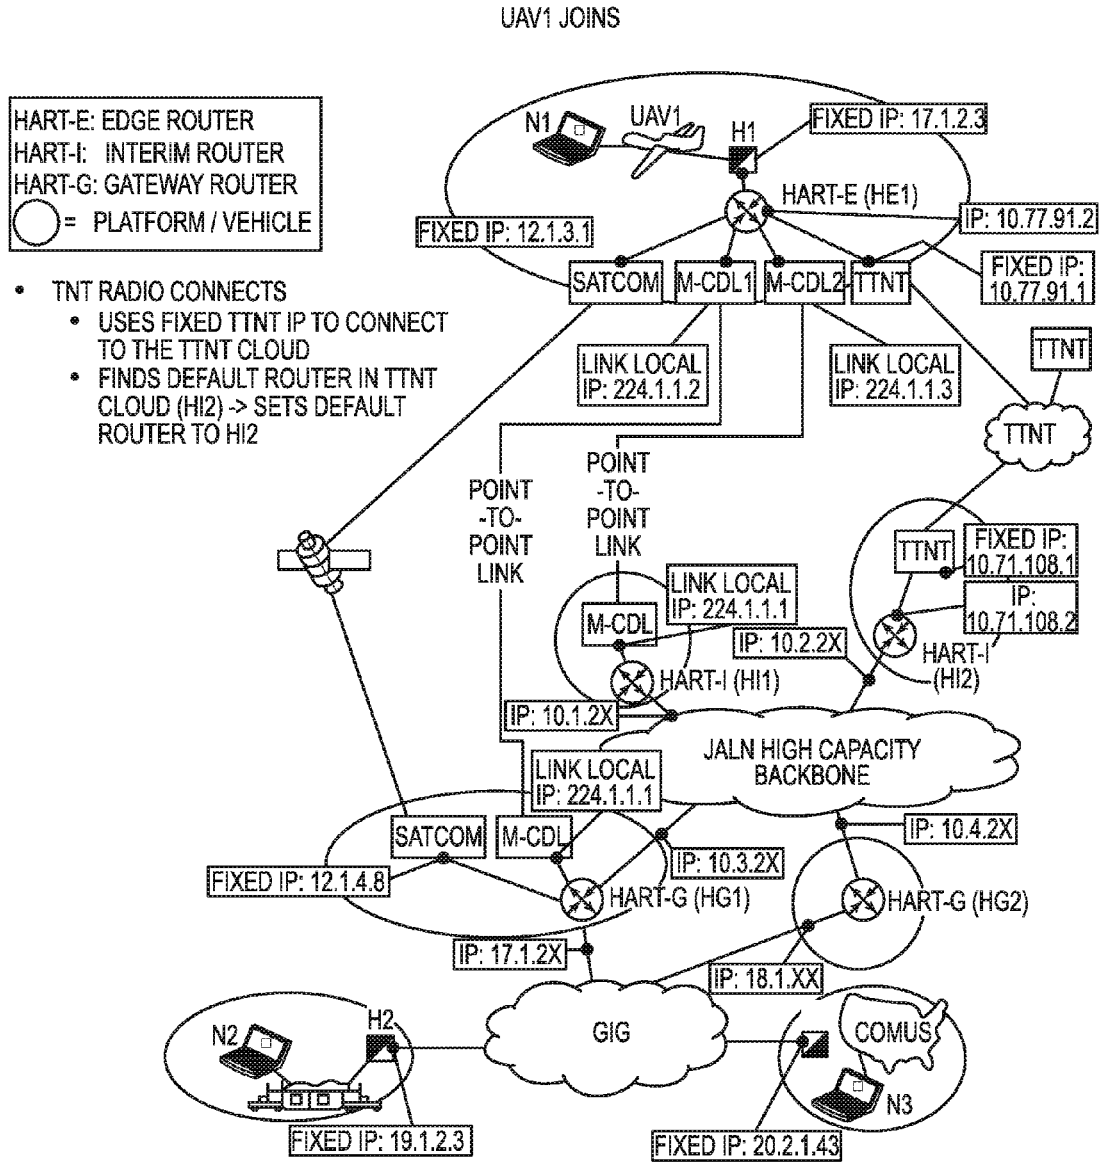 UAV1 JOINS
HART-E: EDGE ROUTER
HART-I: INTERIM ROUTER
HART-G: GATEWAY ROUTER
= PLATFORM / VEHICLE
• TNT RADIO CONNECTS
• USES FIXED TTNT IP TO CONNECT
TO THE TTNT CLOUD
• FINDS DEFAULT ROUTER IN TTNT
CLOUD (HI2) -> SETS DEFAULT
ROUTER TO HI2
N1
UAV1
H1
FIXED IP: 17.1.2.3
HART-E (HE1)
FIXED IP: 12.1.3.1
IP: 10.77.91.2
FIXED IP:
10.77.91.1
SATCOM
M-CDL1
M-CDL2
TTNT
LINK LOCAL
IP: 224.1.1.2
LINK LOCAL
IP: 224.1.1.3
TTNT
TTNT
POINT
-TO-
POINT
LINK
POINT
-TO-
POINT
LINK
TTNT
FIXED IP:
10.71.108.1
IP:
10.71.108.2
LINK LOCAL
IP: 224.1.1.1
M-CDL
IP: 10.2.2X
HART-I
(HI2)
HART-I (HI1)
IP: 10.1.2X
JALN HIGH CAPACITY
BACKBONE
LINK LOCAL
IP: 224.1.1.1
SATCOM
M-CDL
IP: 10.4.2X
IP: 10.3.2X
FIXED IP: 12.1.4.8
HART-G (HG1)
HART-G (HG2)
IP: 17.1.2X
IP: 18.1.XX
GIG
N2
H2
COMUS
N3
FIXED IP: 19.1.2.3
FIXED IP: 20.2.1.43